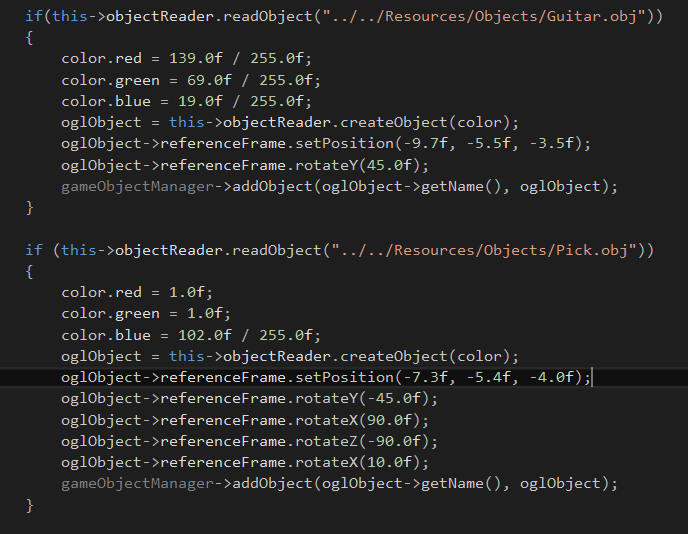 if(this->objectReader.readObject("../../Resources/Objects/Guitar.obj"))
{
color.red = 139.0f / 255.0f;
color.green = 69.0f / 255.0f;
color.blue = 19.0f / 255.0f;
oglObject = this->objectReader.createObject(color);
oglObject->referenceFrame.setPosition(-9.7f, -5.5f, -3.5f);
oglObject->referenceFrame.rotateY(45.0f);
gameObjectManager->addObject(oglObject->getName(), oglObject);
}
if (this->objectReader.readObject("../../Resources/Objects/Pick.obj"))
{
color.red = 1.0f;
color.green = 1.0f;
color.blue = 102.0f / 255.0f;
oglObject = this->objectReader.createObject(color);
oglObject->referenceFrame.setPosition(-7.3f, -5.4f, -4.0f);
oglObject->referenceFrame.rotateY(-45.0f);
oglObject->referenceFrame.rotateX(90.0f);
oglObject->referenceFrame.rotateZ(-90.0f);
oglObject->referenceFrame.rotateX(10.0f);
gameObjectManager->addObject(oglObject->getName(), oglObject);
}